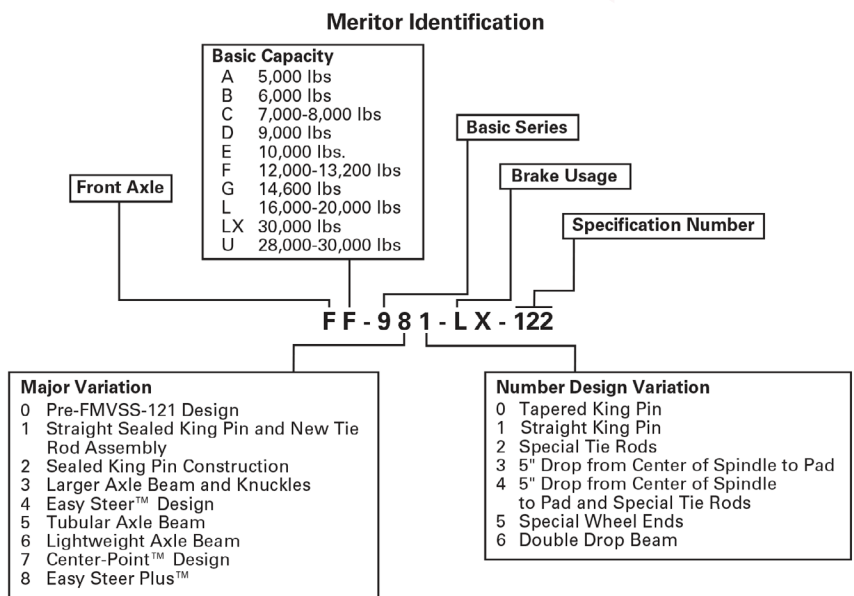 Meritor Identification
Basic Capacity
A 5,000 lbs
B 6,000 lbs
C 7,000-8,000 lbs
D 9,000 lbs
E 10,000 lbs.
F 12,000-13,200 lbs
G 14,600 lbs
L 16,000-20,000 lbs
LX 30,000 lbs
U 28,000-30,000 lbs
Front Axle
Basic Series
Brake Usage
Specification Number
FF-981-LX-122
Major Variation
0 Pre-FMVSS-121 Design
1 Straight Sealed King Pin and New Tie
Rod Assembly
2 Sealed King Pin Construction
3 Larger Axle Beam and Knuckles
4 Easy Steer™ Design
5 Tubular Axle Beam
6 Lightweight Axle Beam
7 Center-Point™ Design
8 Easy Steer Plus™
Number Design Variation
0 Tapered King Pin
1 Straight King Pin
2 Special Tie Rods
3 5" Drop from Center of Spindle to Pad
4 5" Drop from Center of Spindle
to Pad and Special Tie Rods
5 Special Wheel Ends
6 Double Drop Beam